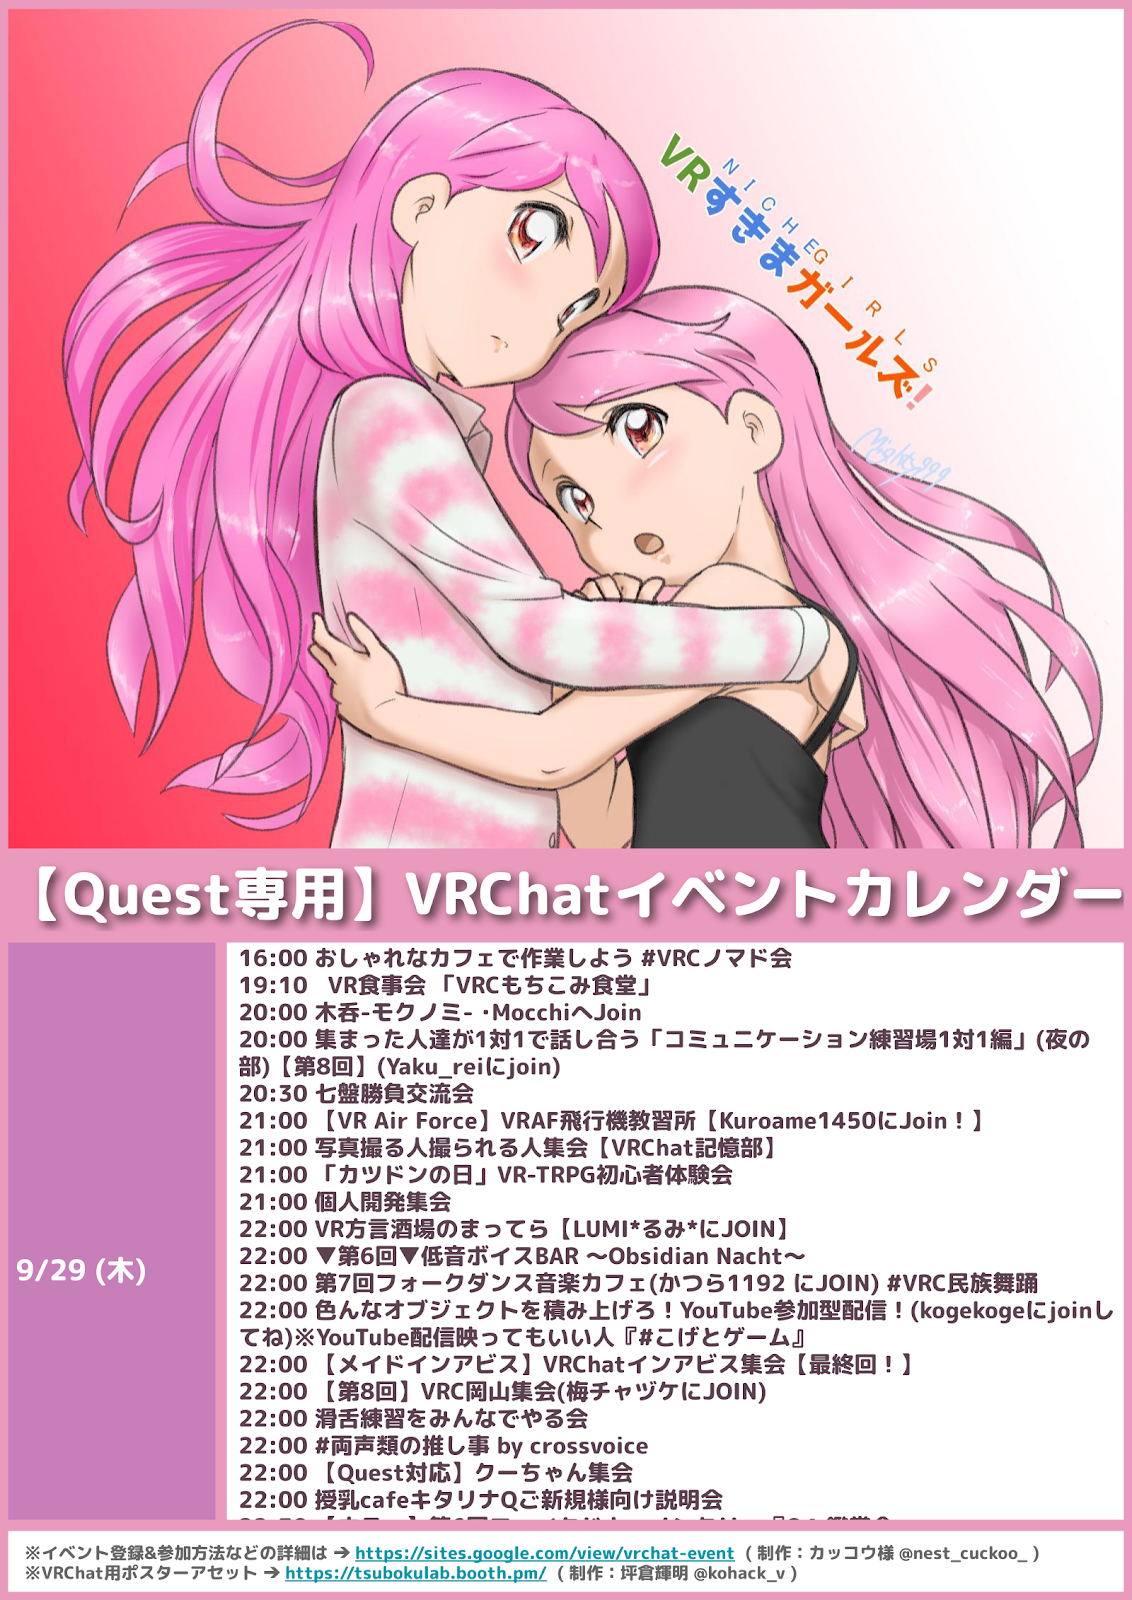 NICHE GIRLS
VRすきまガールズ!
Mighty999
【Quest専用】VRChatイベントカレンダー
9/29 (木)
16:00 おしゃれなカフェで作業しよう #VRCノマド会
19:10 VR食事会 「VRCもちこみ食堂」
20:00 木呑-モクノミ- ･MocchiへJoin
20:00 集まった人達が1対1で話し合う「コミュニケーション練習場1対1編」(夜の
部)【第8回】(Yaku_reiにjoin)
20:30 七盤勝負交流会
21:00 【VR Air Force】VRAF飛行機教習所【Kuroame1450にJoin！】
21:00 写真撮る人撮られる人集会【VRChat記憶部】
21:00 「カツドンの日」VR-TRPG初心者体験会
21:00 個人開発集会
22:00 VR方言酒場のまってら【LUMI*るみ*にJOIN】
22:00 ▼第6回▼低音ボイスBAR ～Obsidian Nacht～
22:00 第7回フォークダンス音楽カフェ(かつら1192 にJOIN) #VRC民族舞踊
22:00 色んなオブジェクトを積み上げろ！YouTube参加型配信！(kogekogeにjoinし
てね)※YouTube配信映ってもいい人『#こげとゲーム』
22:00 【メイドインアビス】VRChatインアビス集会【最終回！】
22:00 【第8回】VRC岡山集会(梅チャヅケにJOIN)
22:00 滑舌練習をみんなでやる会
22:00 #両声類の推し事 by crossvoice
22:00 【Quest対応】クーちゃん集会
22:00 授乳cafeキタリナQご新規様向け説明会
※イベント登録&参加方法などの詳細は → https://sites.google.com/view/vrchat-event ( 制作：カッコウ様 @nest_cuckoo_ )
※VRChat用ポスターアセット → https://tsubokulab.booth.pm/ ( 制作：坪倉輝明 @kohack_v )